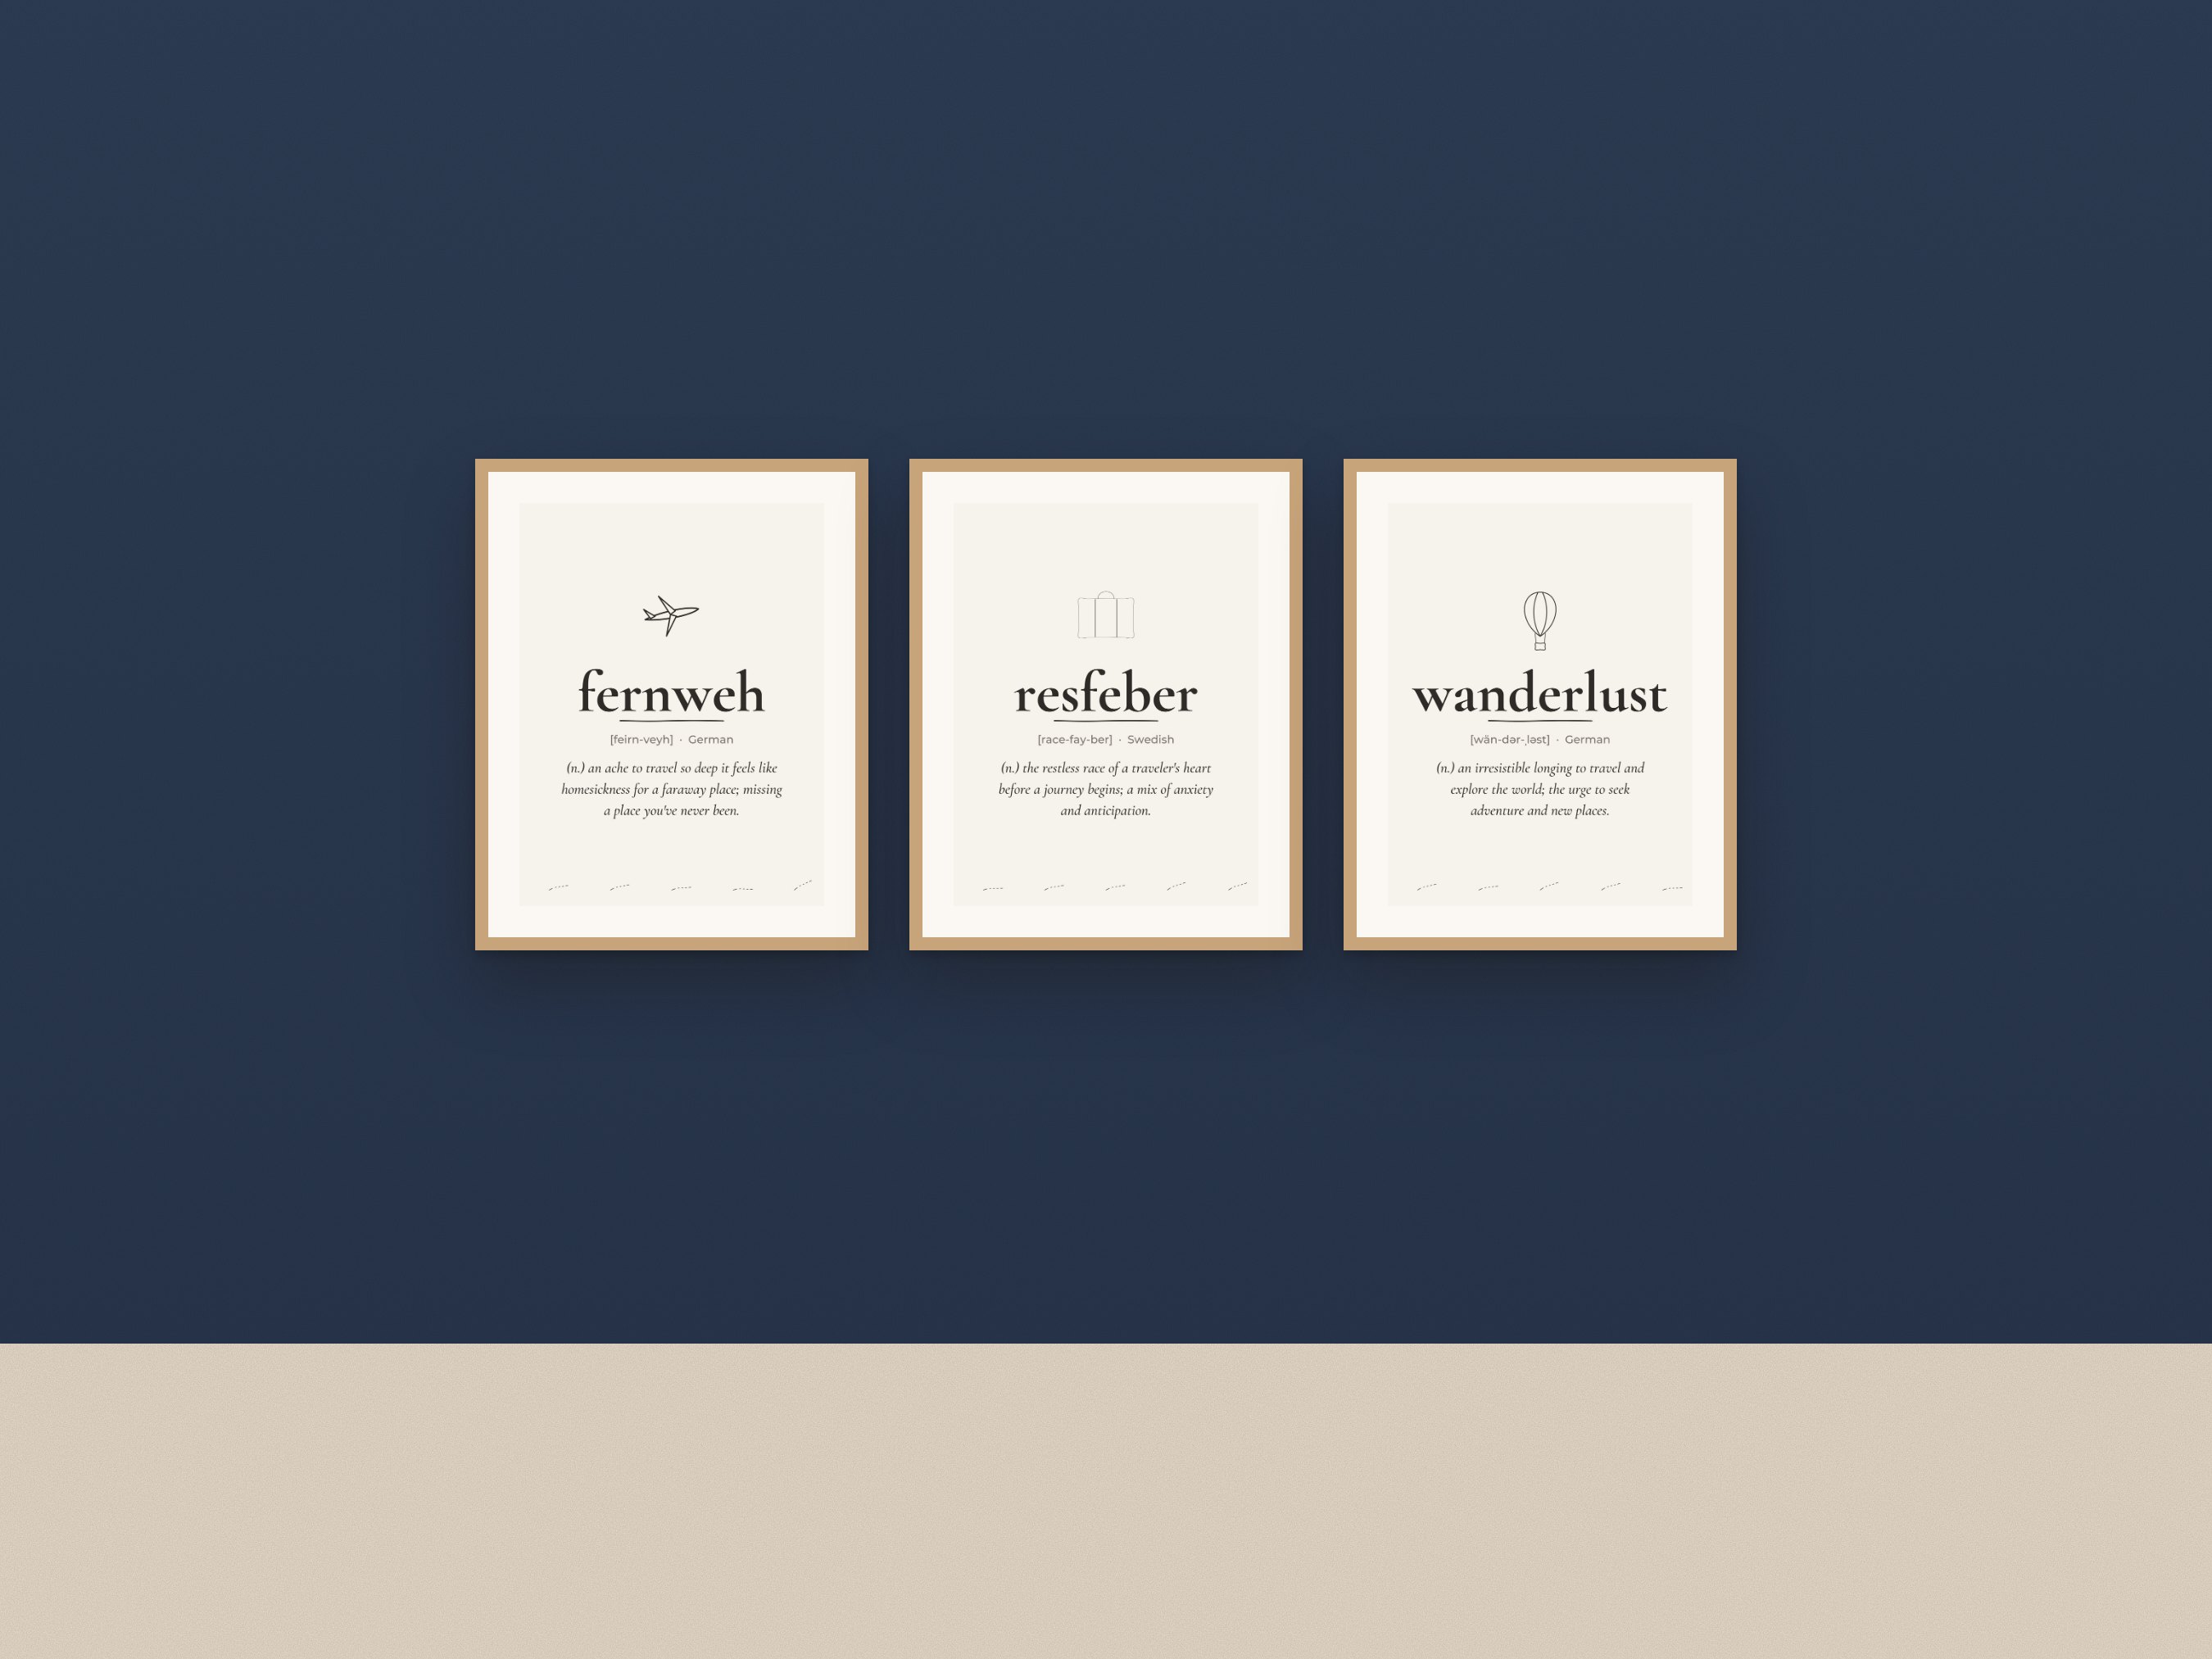 fernweh
[feirn-veyh] · German
(n.) an ache to travel so deep it feels like
homesickness for a faraway place; missing
a place you've never been.
resfeber
[race-fay-ber] · Swedish
(n.) the restless race of a traveler's heart
before a journey begins; a mix of anxiety
and anticipation.
wanderlust
[wän-dər-ˌləst] · German
(n.) an irresistible longing to travel and
explore the world; the urge to seek
adventure and new places.